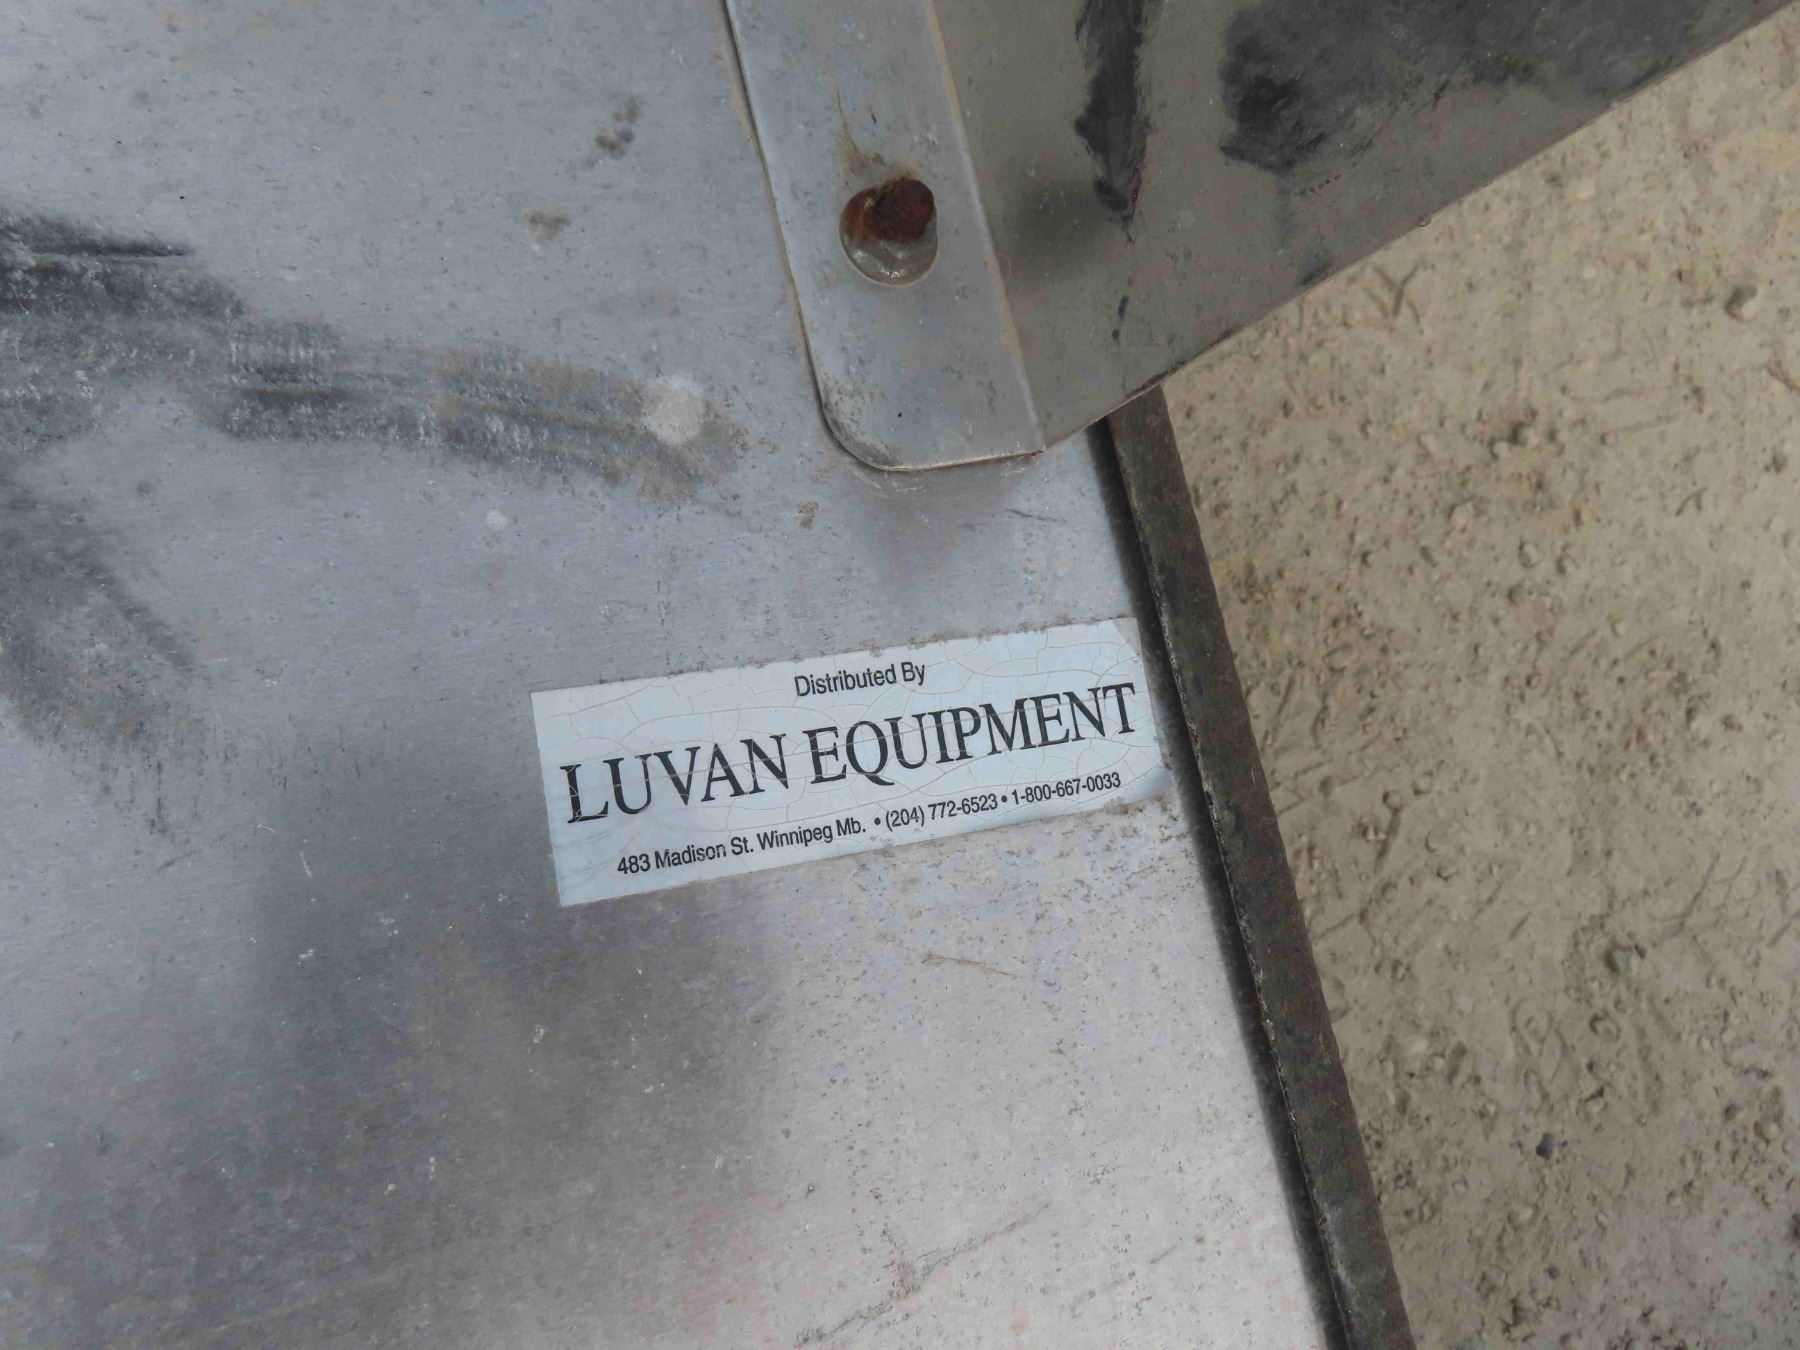 Distributed By
LUVAN EQUIPMENT
483 Madison St. Winnipeg Mb. • (204) 772-6523 • 1-800-667-0033